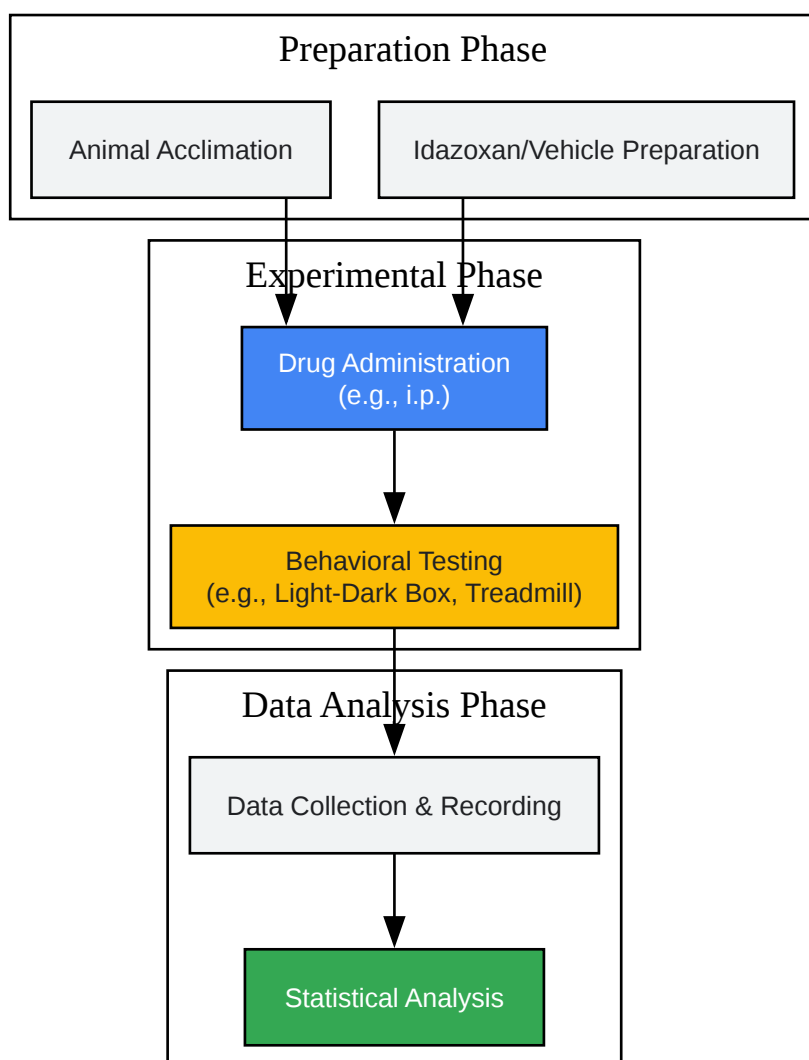 Preparation Phase
Animal Acclimation
Idazoxan/Vehicle Preparation
Experimental Phase
Drug Administration
(e.g., i.p.)
Behavioral Testing
(e.g., Light-Dark Box, Treadmill)
Data Analysis Phase
Data Collection & Recording
Statistical Analysis